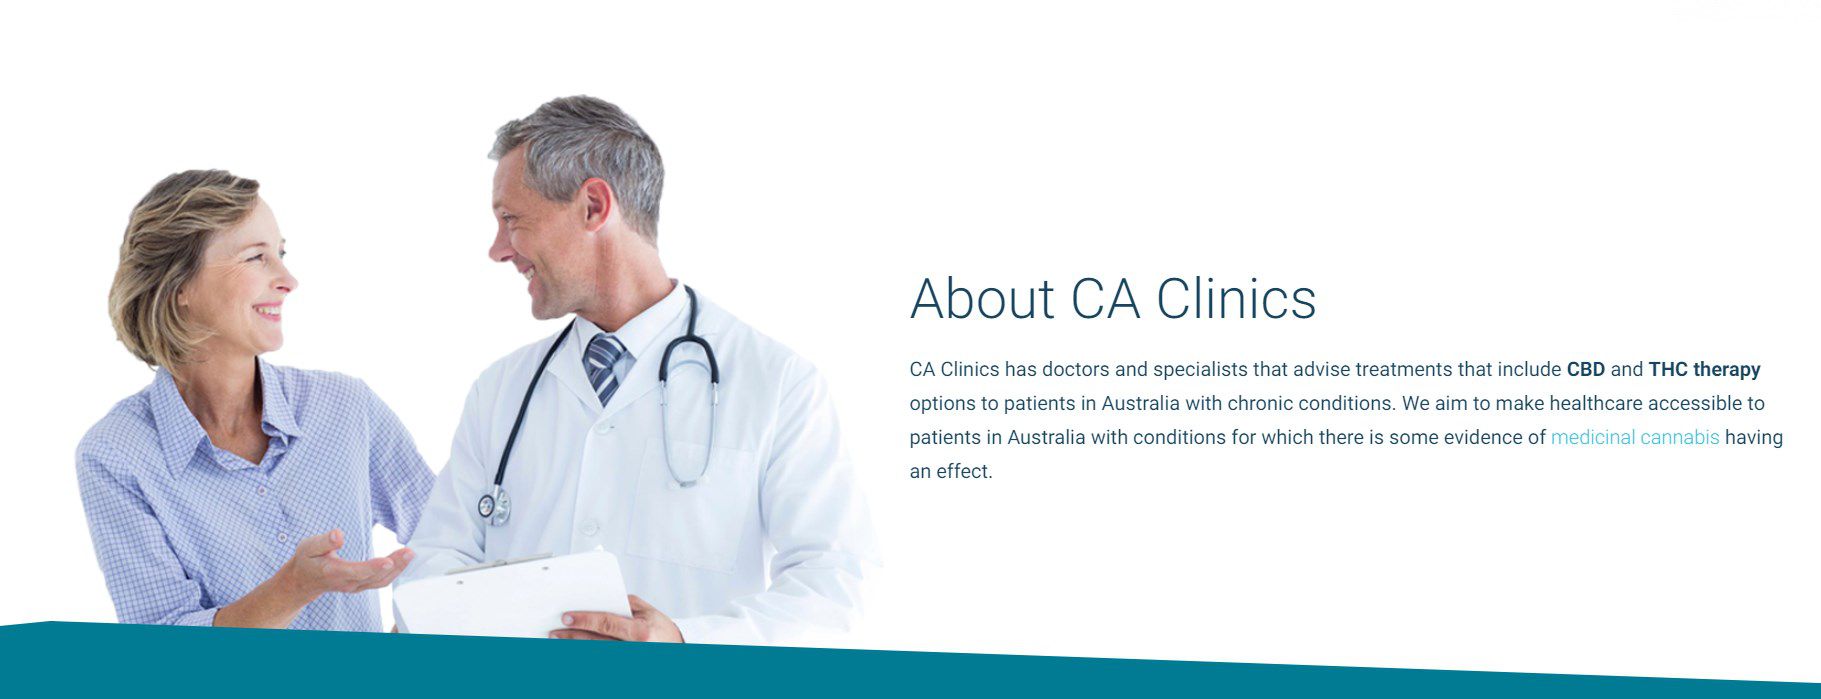 About CA Clinics
CA Clinics has doctors and specialists that advise treatments that include CBD and THC therapy
options to patients in Australia with chronic conditions. We aim to make healthcare accessible to
patients in Australia with conditions for which there is some evidence of medicinal cannabis having
an effect.